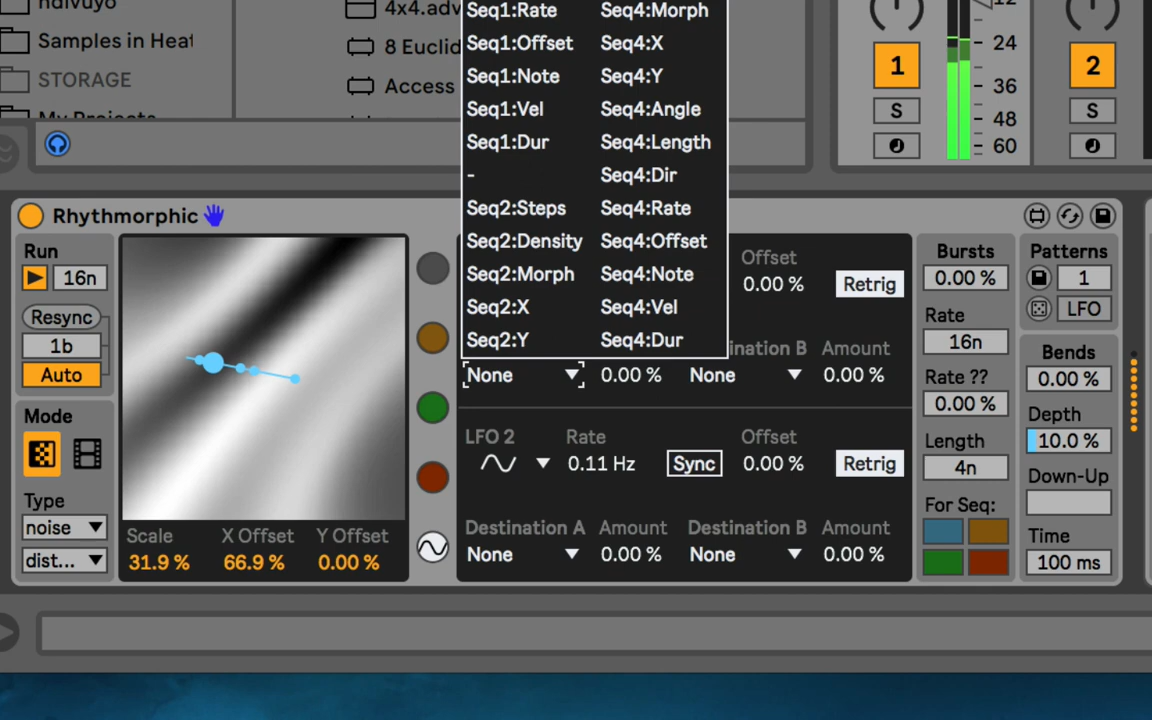 ndivuyo
Samples in Heat
STORAGE
My Projects
4x4.adv
8 Euclid
Access
Seq1:Rate
Seq1:Offset
Seq1:Note
Seq1:Vel
Seq1:Dur
-
Seq2:Steps
Seq2:Density
Seq2:Morph
Seq2:X
Seq2:Y
Seq4:Morph
Seq4:X
Seq4:Y
Seq4:Angle
Seq4:Length
Seq4:Dir
Seq4:Rate
Seq4:Offset
Seq4:Note
Seq4:Vel
Seq4:Dur
12
24
36
48
60
1
S
2
S
Rhythmorphic
Run
16n
Resync
1b
Auto
Mode
Type
noise
dist...
Scale
31.9 %
X Offset
66.9 %
Y Offset
0.00 %
Offset
0.00 %
Retrig
ination B
Amount
None
0.00 %
None
0.00 %
LFO 2
Rate
0.11 Hz
Sync
Offset
0.00 %
Retrig
Destination A
Amount
Destination B
Amount
None
0.00 %
None
0.00 %
Bursts
0.00 %
Rate
16n
Rate ??
0.00 %
Length
4n
For Seq:
Patterns
1
LFO
Bends
0.00 %
Depth
10.0 %
Down-Up
Time
100 ms